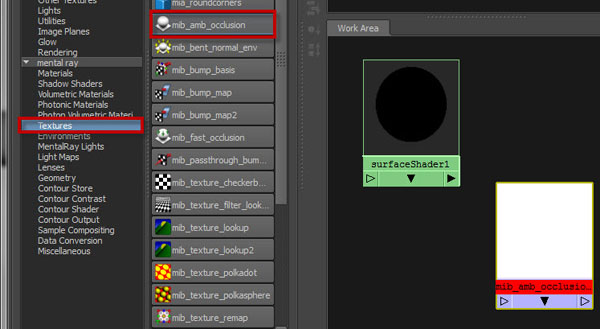 Other Textures
Lights
Utilities
Image Planes
Glow
Rendering
mental ray
Materials
Shadow Shaders
Volumetric Materials
Photonic Materials
Photon Volumetric Materi
Textures
Environments
MentalRay Lights
Light Maps
Lenses
Geometry
Contour Store
Contour Contrast
Contour Shader
Contour Output
Sample Compositing
Data Conversion
Miscellaneous
mia_roundcorners
mib_amb_occlusion
mib_bent_normal_env
mib_bump_basis
mib_bump_map
mib_bump_map2
mib_fast_occlusion
mib_passthrough_bum...
mib_texture_checkerb...
mib_texture_filter_look...
mib_texture_lookup
mib_texture_lookup2
mib_texture_polkadot
mib_texture_polkasphere
mib_texture_remap
Work Area
surfaceShader1
mib_amb_occlusio...